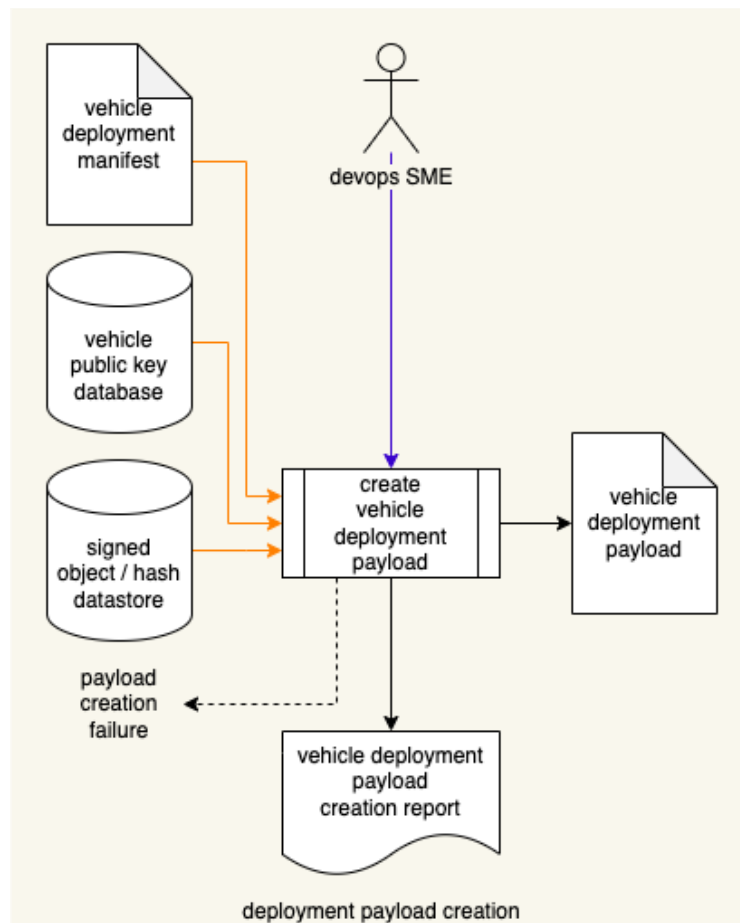 vehicle
deployment
manifest
devops SME
vehicle
public key
database
signed
object / hash
datastore
create
vehicle
deployment
payload
vehicle
deployment
payload
payload
creation
failure
vehicle deployment
payload
creation report
deployment payload creation